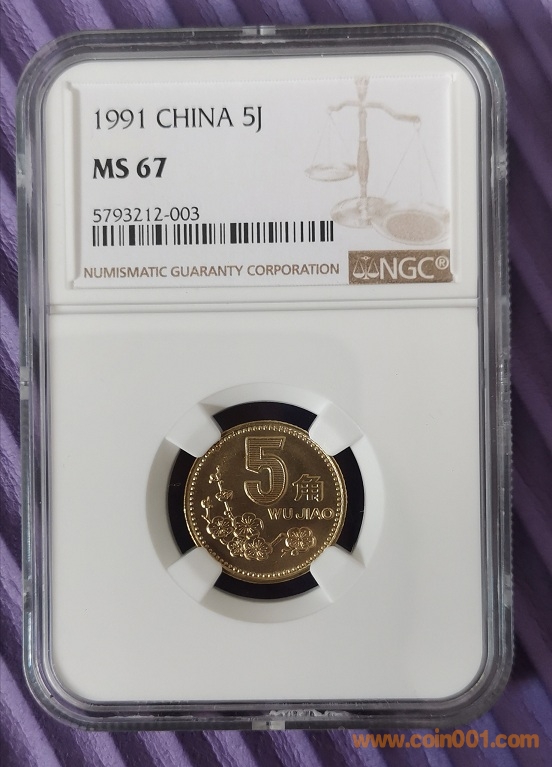 1991 CHINA 5J
MS 67
5793212-003
NUMISMATIC GUARANTY CORPORATION
NGC®
5角
WU JIAO
www.coin001.com